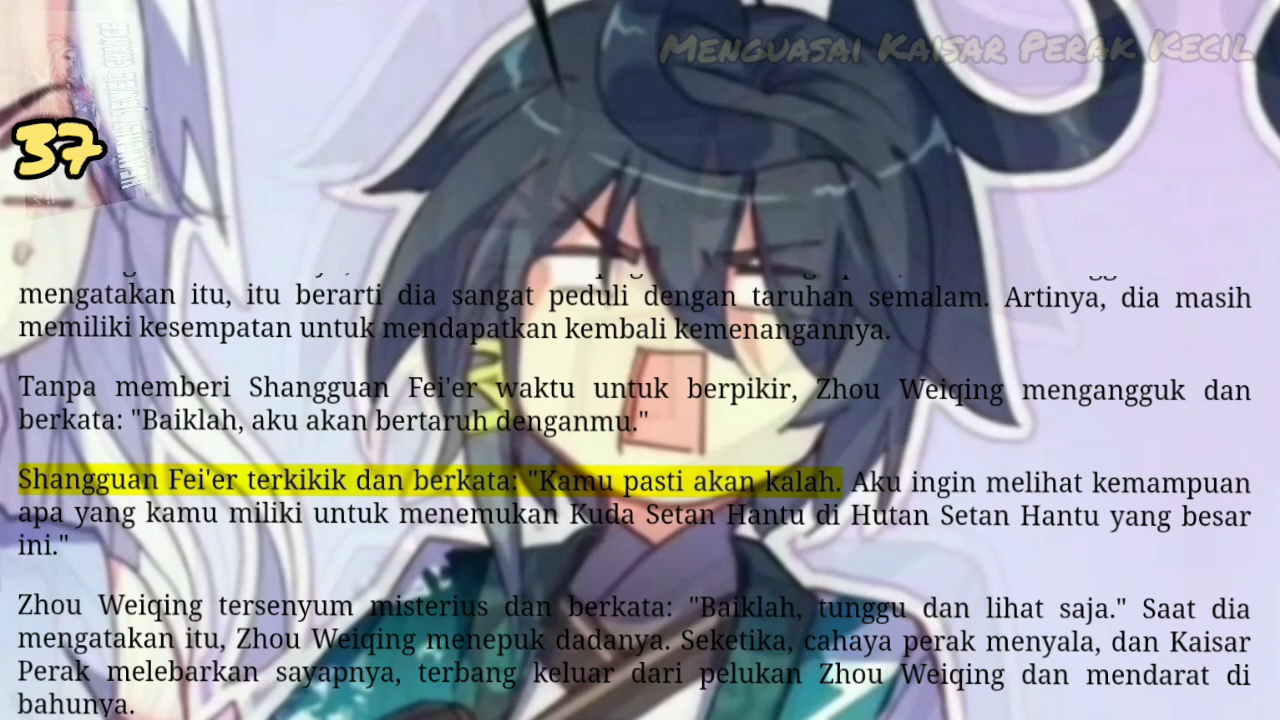 Menguasai Kaisar Perak Kecil
37
mengatakan itu, itu berarti dia sangat peduli dengan taruhan semalam. Artinya, dia masih
memiliki kesempatan untuk mendapatkan kembali kemenangannya.
Tanpa memberi Shangguan Fei'er waktu untuk berpikir, Zhou Weiqing mengangguk dan
berkata: "Baiklah, aku akan bertaruh denganmu."
Shangguan Fei'er terkikik dan berkata: "Kamu pasti akan kalah. Aku ingin melihat kemampuan
apa yang kamu miliki untuk menemukan Kuda Setan Hantu di Hutan Setan Hantu yang besar
ini."
Zhou Weiqing tersenyum misterius dan berkata: "Baiklah, tunggu dan lihat saja." Saat dia
mengatakan itu, Zhou Weiqing menepuk dadanya. Seketika, cahaya perak menyala, dan Kaisar
Perak melebarkan sayapnya, terbang keluar dari pelukan Zhou Weiqing dan mendarat di
bahunya.